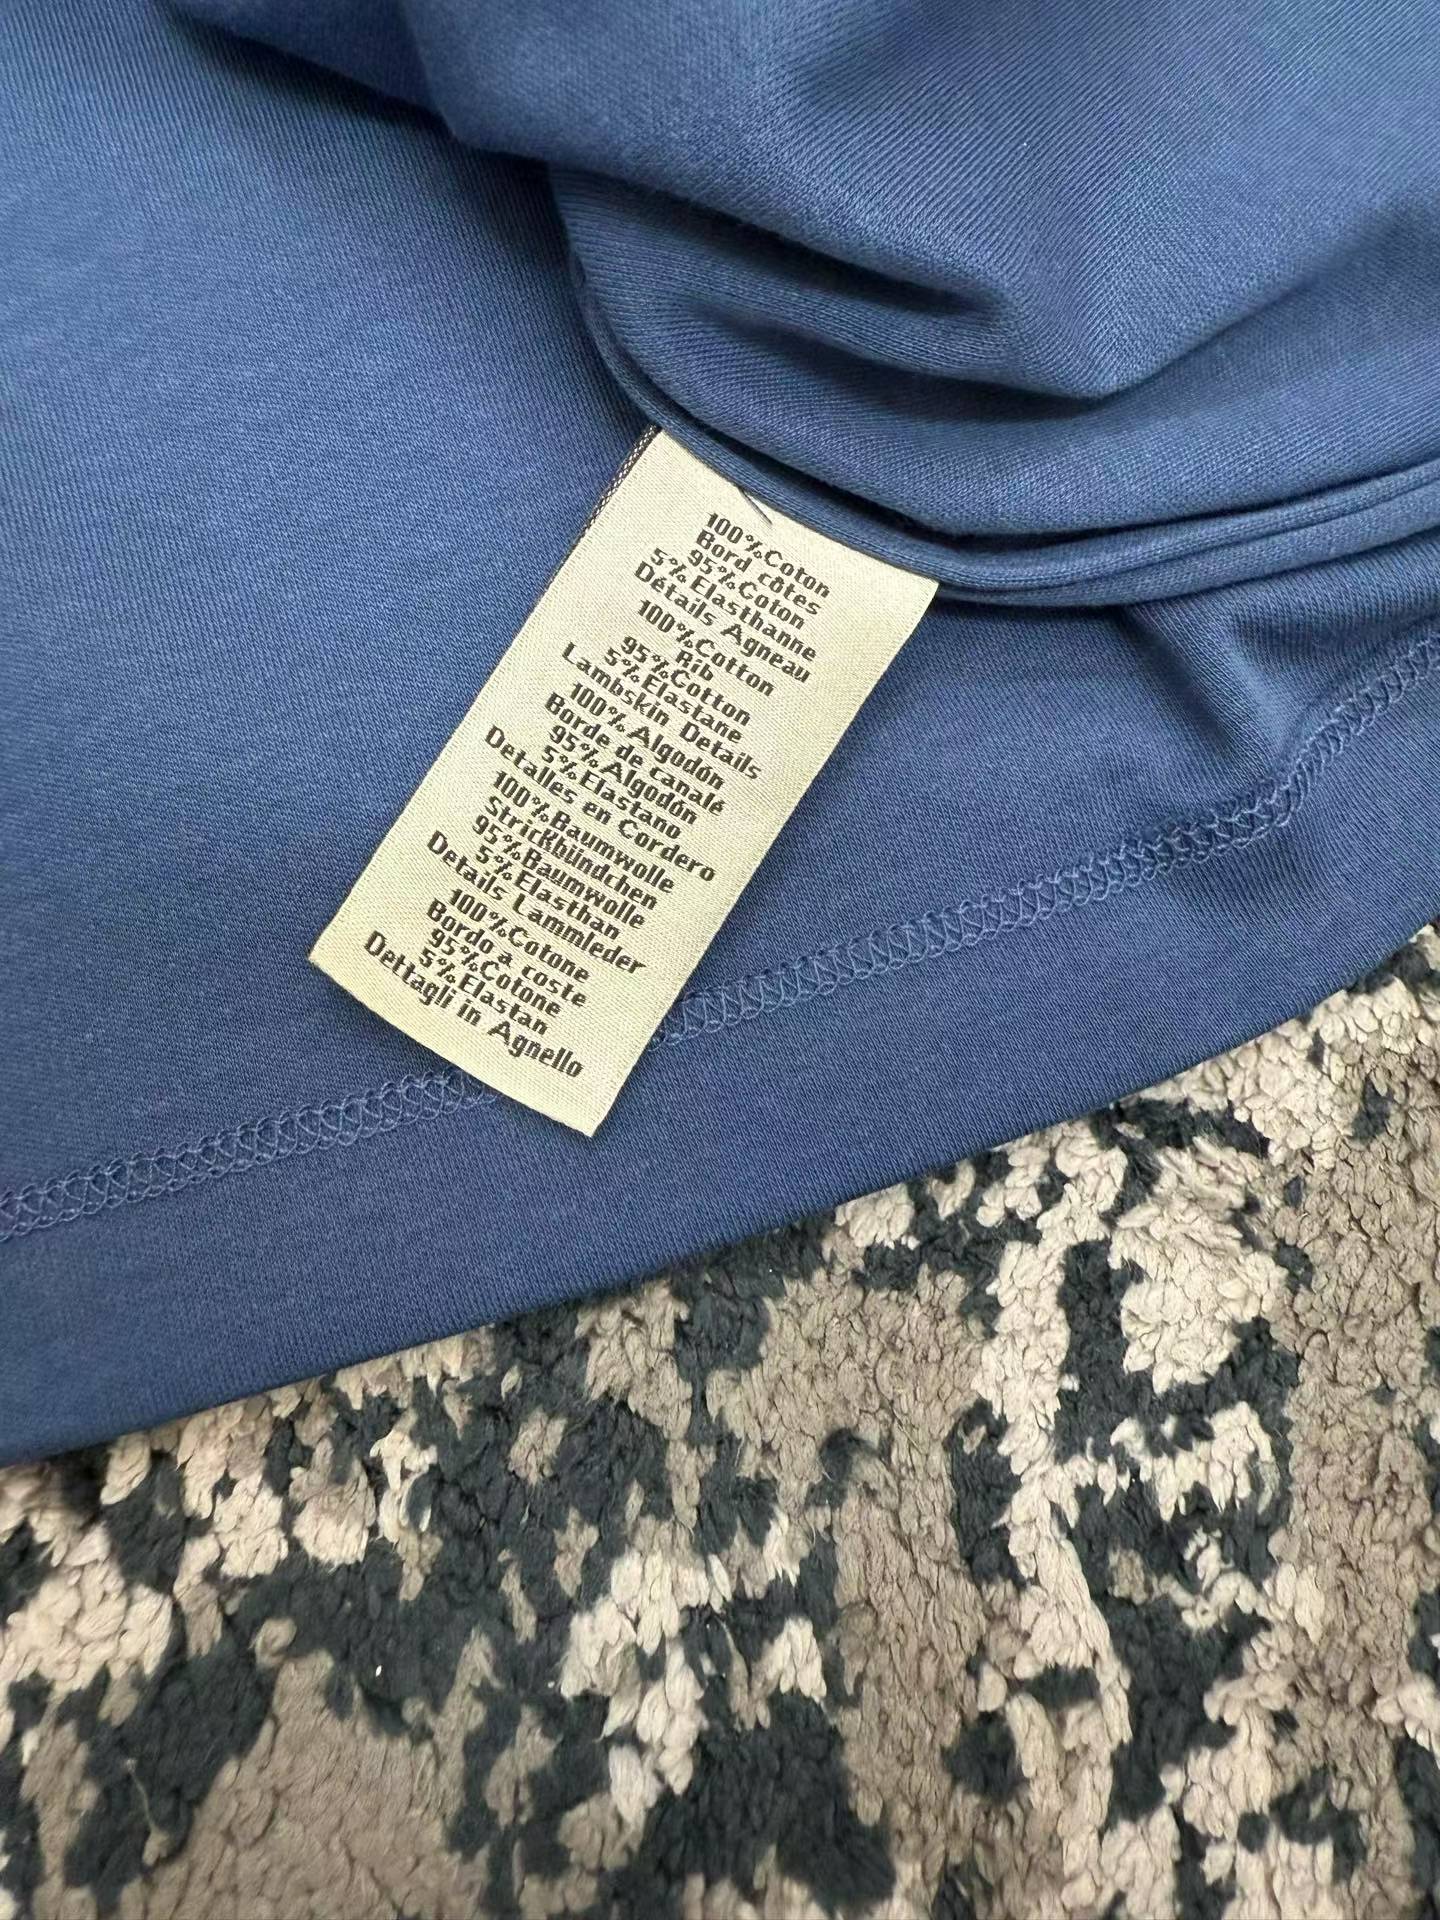 100%Coton
Bord côtes
95%Coton
5%Elasthanne
Détails Agneau
100%Cotton
Rib
95%Cotton
5%Elastane
Lambskin Details
100%Algodón
Borde de canalé
95%Algodón
5%Elastano
Detalles en Cordero
100%Baumwolle
Strickbündchen
95%Baumwolle
5%Elasthan
Details Lammleder
100%Cotone
Bordo a coste
95%Cotone
5%Elastan
Dettagli in Agnello